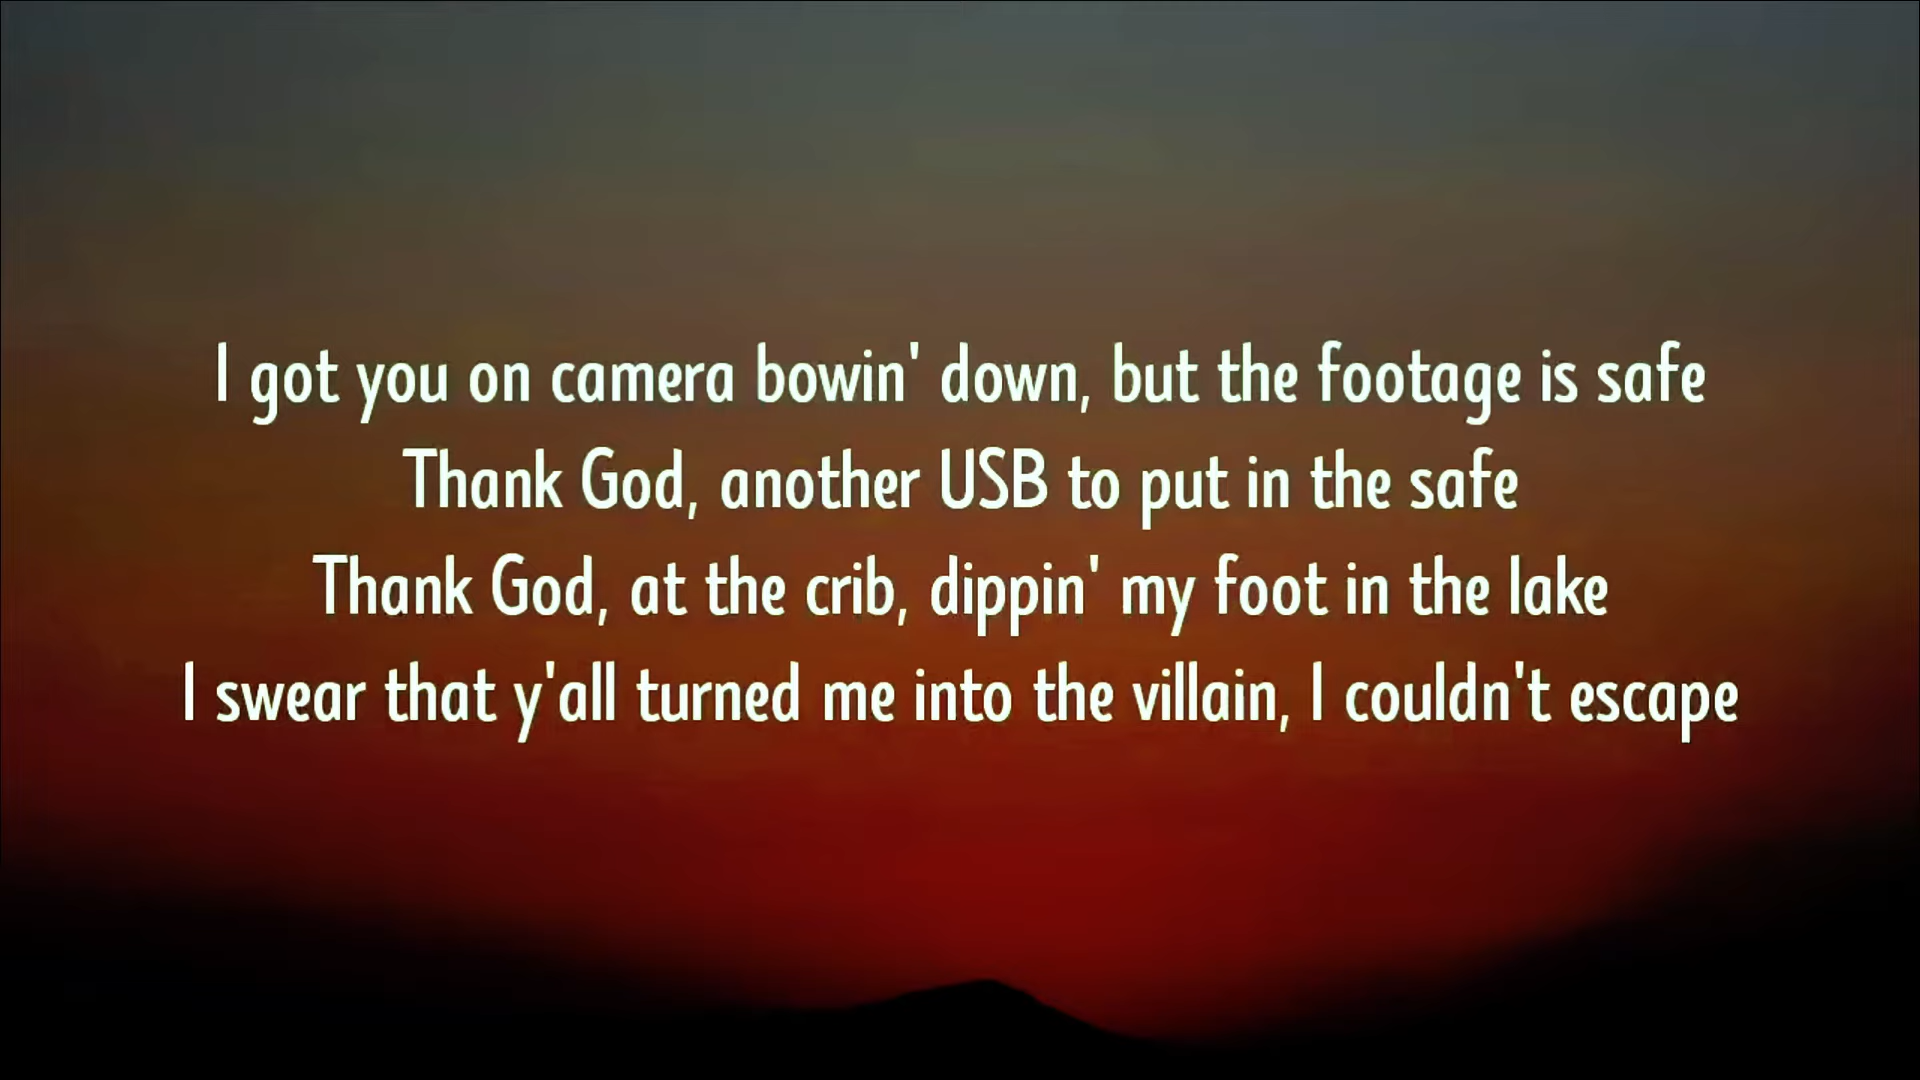 I got you on camera bowin' down, but the footage is safe
Thank God, another USB to put in the safe
Thank God, at the crib, dippin' my foot in the lake
I swear that y'all turned me into the villain, I couldn't escape